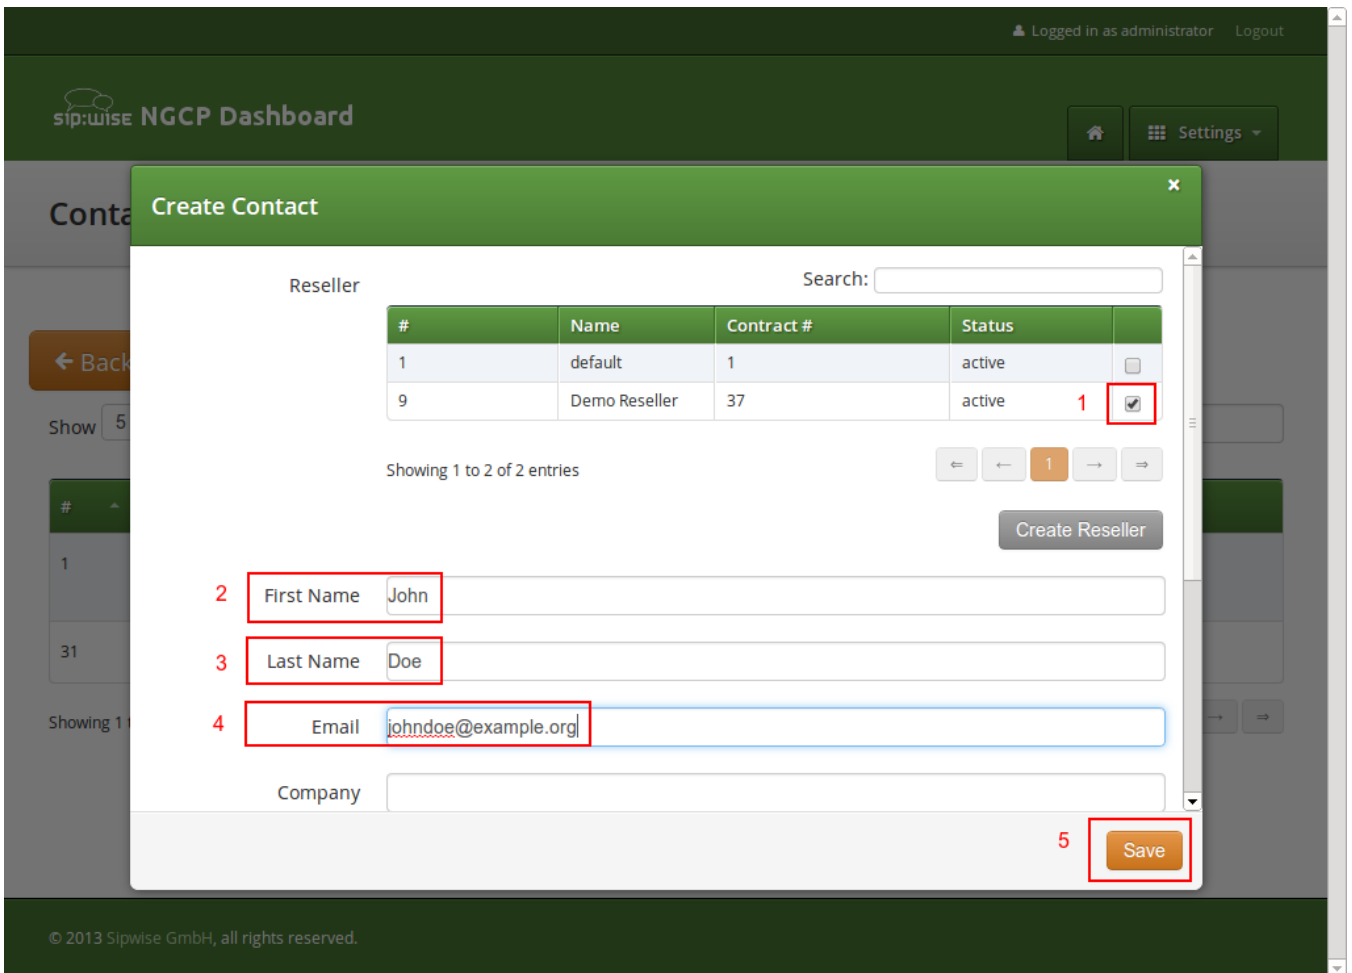 Logged in as administrator Logout
sip:wise NGCP Dashboard
Settings
Conta
Create Contact
×
Reseller
Search:
# Name Contract # Status
1 default 1 active
9 Demo Reseller 37 active 1
Showing 1 to 2 of 2 entries
⇐ ← 1 → ⇒
Create Reseller
← Back
Show 5
#
1
31
Showing 1 t
→ ⇒
2 First Name John
3 Last Name Doe
4 Email johndoe@example.org
Company
5 Save
© 2013 Sipwise GmbH, all rights reserved.